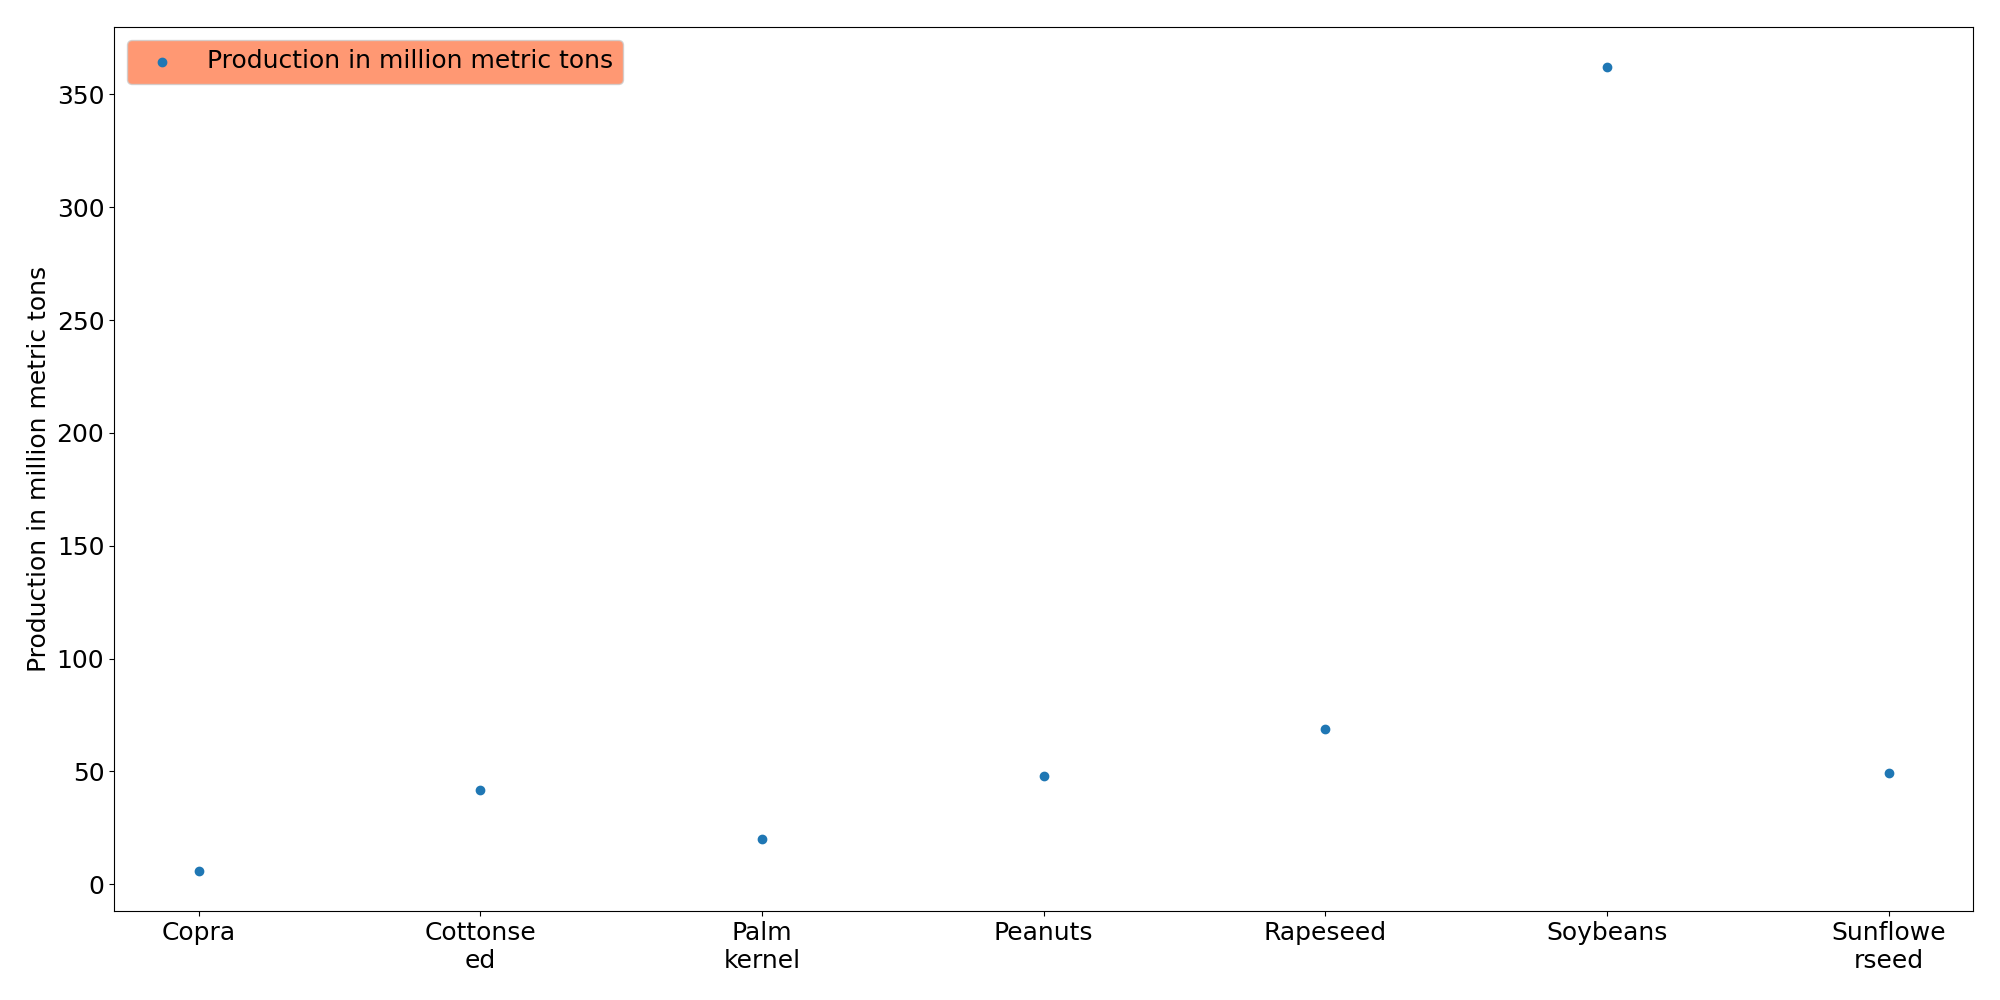 Production in million metric tons
Production in million metric tons
350
300
250
200
150
100
50
0
Copra
Cottonse
ed
Palm
kernel
Peanuts
Rapeseed
Soybeans
Sunflowe
rseed